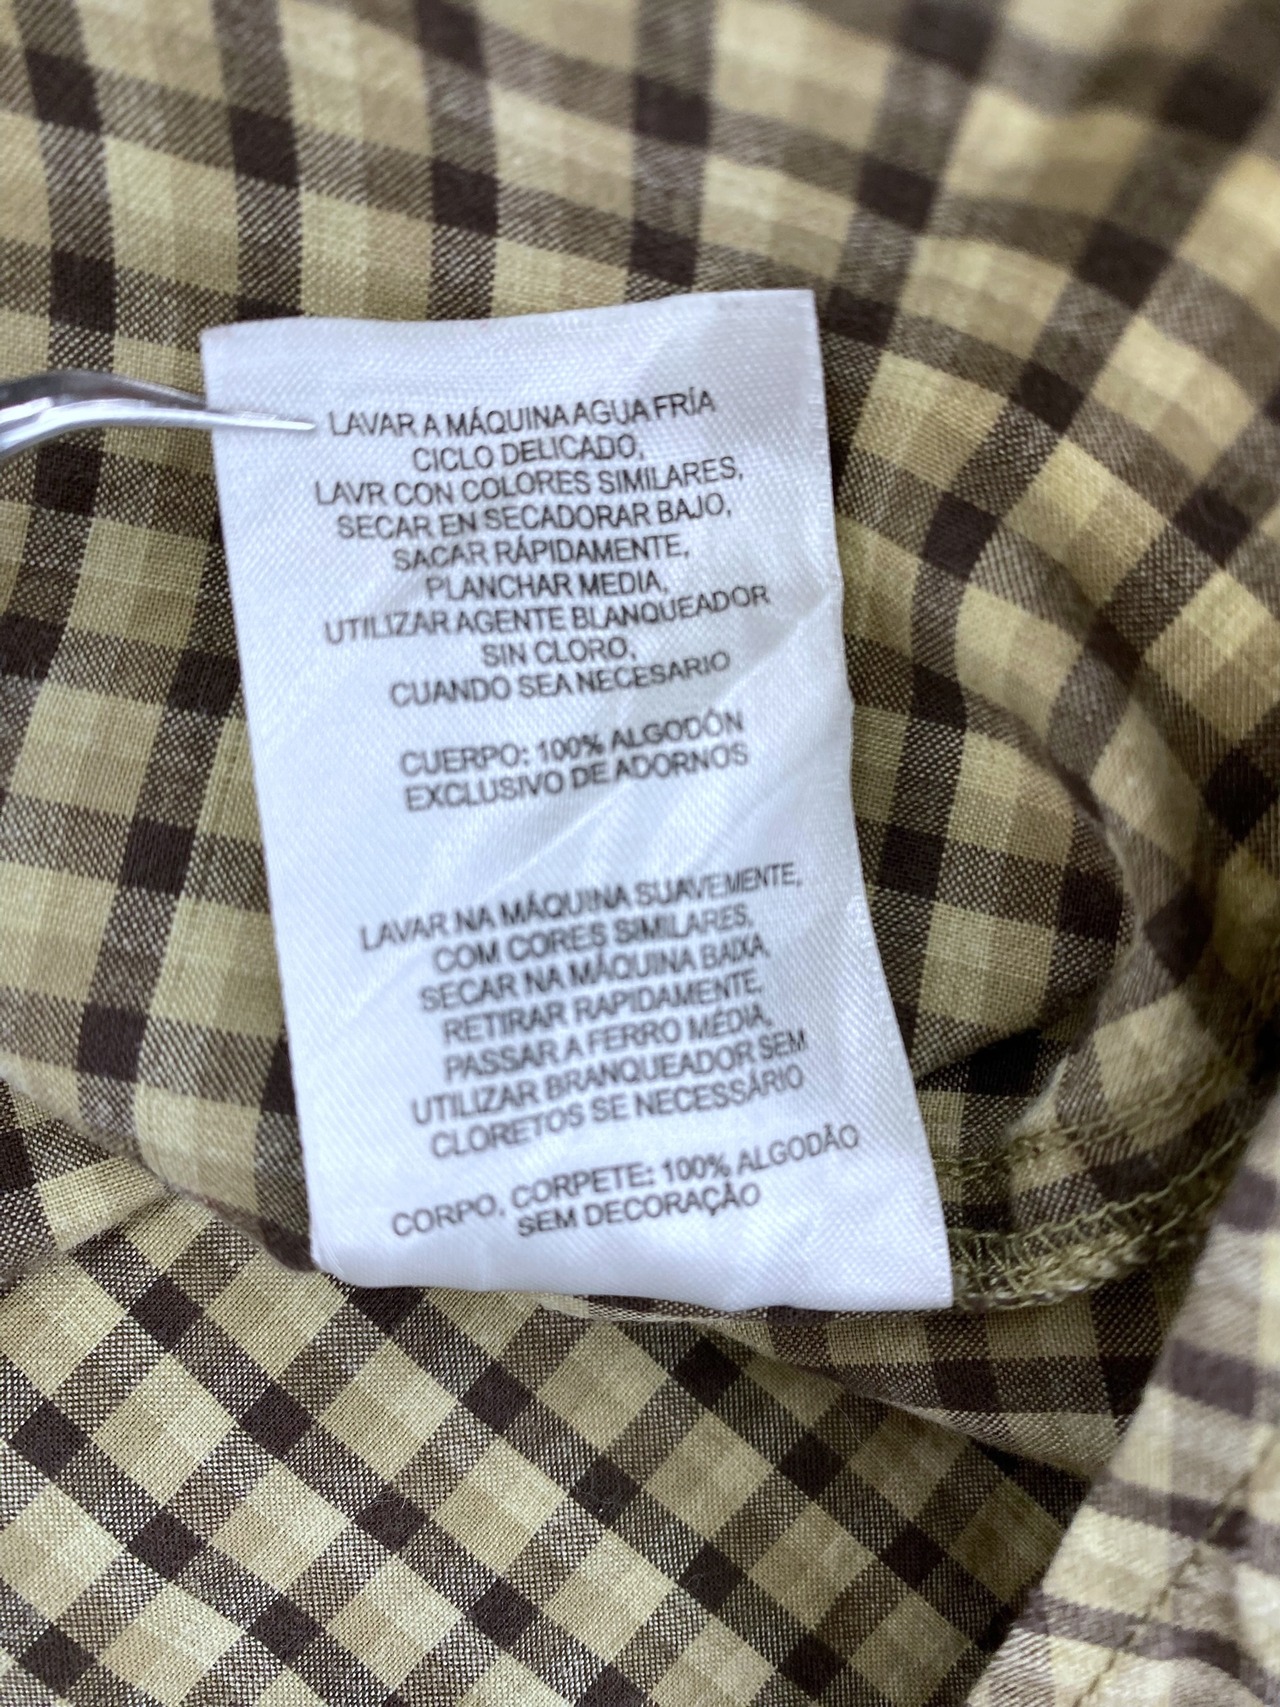 LAVAR A MÁQUINA AGUA FRÍA
CICLO DELICADO,
LAVR CON COLORES SIMILARES,
SECAR EN SECADORAR BAJO,
SACAR RÁPIDAMENTE,
PLANCHAR MEDIA,
UTILIZAR AGENTE BLANQUEADOR
SIN CLORO,
CUANDO SEA NECESARIO
CUERPO: 100% ALGODÓN
EXCLUSIVO DE ADORNOS
LAVAR NA MÁQUINA SUAVEMENTE,
COM CORES SIMILARES,
SECAR NA MÁQUINA BAIXA,
RETIRAR RAPIDAMENTE,
PASSAR A FERRO MÉDIA,
UTILIZAR BRANQUEADOR SEM
CLORETOS SE NECESSÁRIO
CORPO, CORPETE: 100% ALGODÃO
SEM DECORAÇÃO